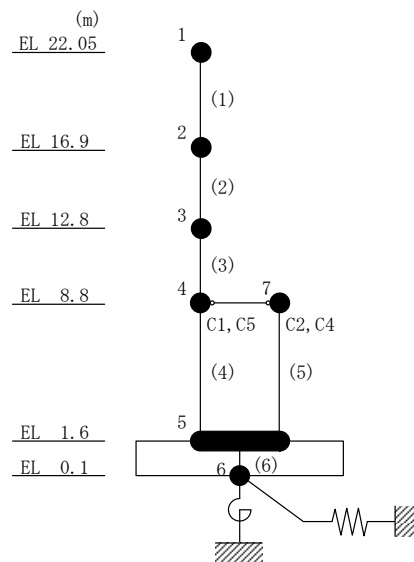 (m)
1
EL 22.05
(1)
2
EL 16.9
(2)
3
EL 12.8
(3)
4 7
EL 8.8
C1, C5 C2, C4
(4) (5)
5
EL 1.6
6 (6)
EL 0.1